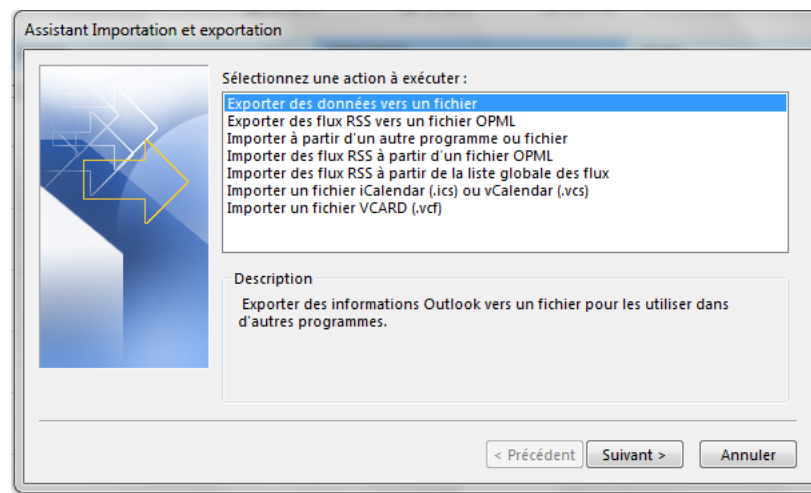 Assistant Importation et exportation
Sélectionnez une action à exécuter :
Exporter des données vers un fichier
Exporter des flux RSS vers un fichier OPML
Importer à partir d'un autre programme ou fichier
Importer des flux RSS à partir d'un fichier OPML
Importer des flux RSS à partir de la liste globale des flux
Importer un fichier iCalendar (.ics) ou vCalendar (.vcs)
Importer un fichier VCARD (.vcf)
Description
Exporter des informations Outlook vers un fichier pour les utiliser dans
d'autres programmes.
< Précédent Suivant > Annuler